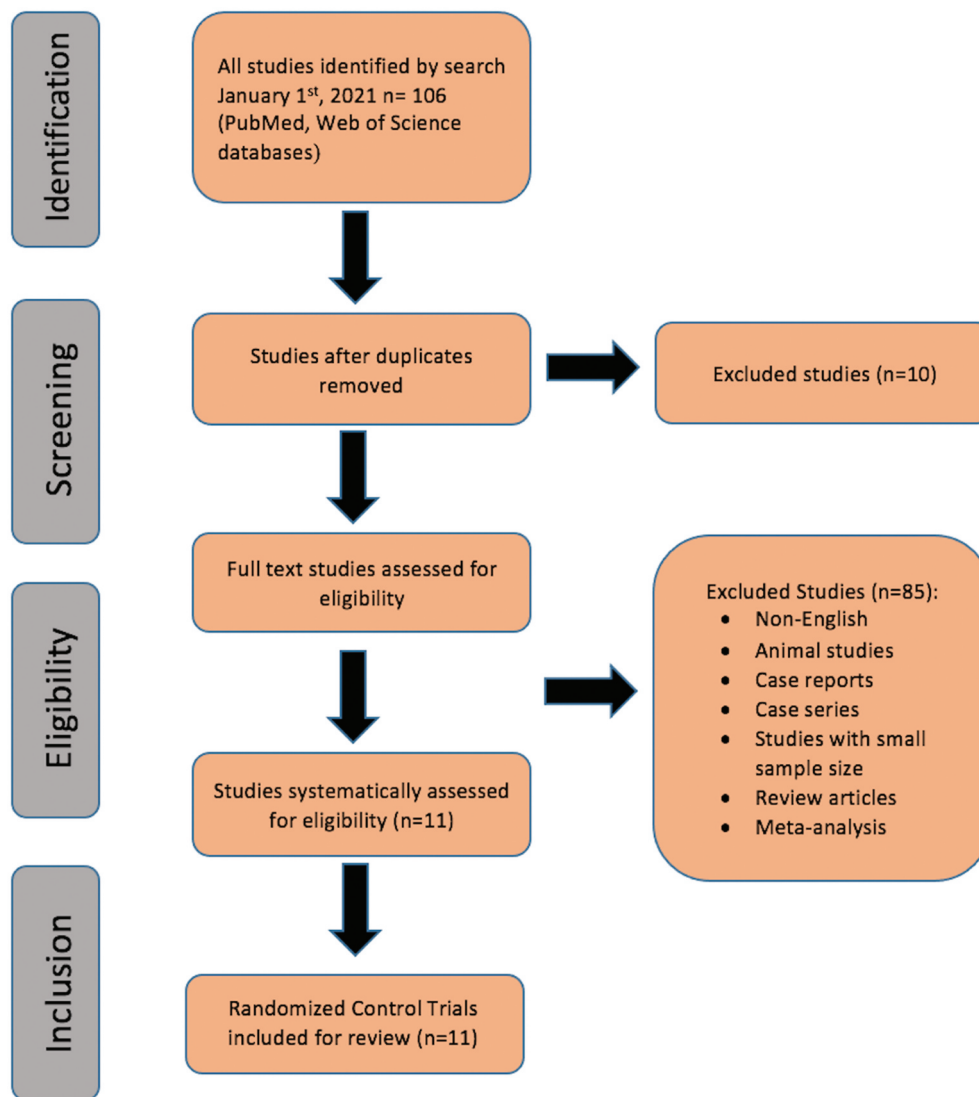 Identification
All studies identified by search
January 1st, 2021 n= 106
(PubMed, Web of Science
databases)
Screening
Studies after duplicates
removed
Excluded studies (n=10)
Eligibility
Full text studies assessed for
eligibility
Excluded Studies (n=85):
• Non-English
• Animal studies
• Case reports
• Case series
• Studies with small
sample size
• Review articles
• Meta-analysis
Studies systematically assessed
for eligibility (n=11)
Inclusion
Randomized Control Trials
included for review (n=11)